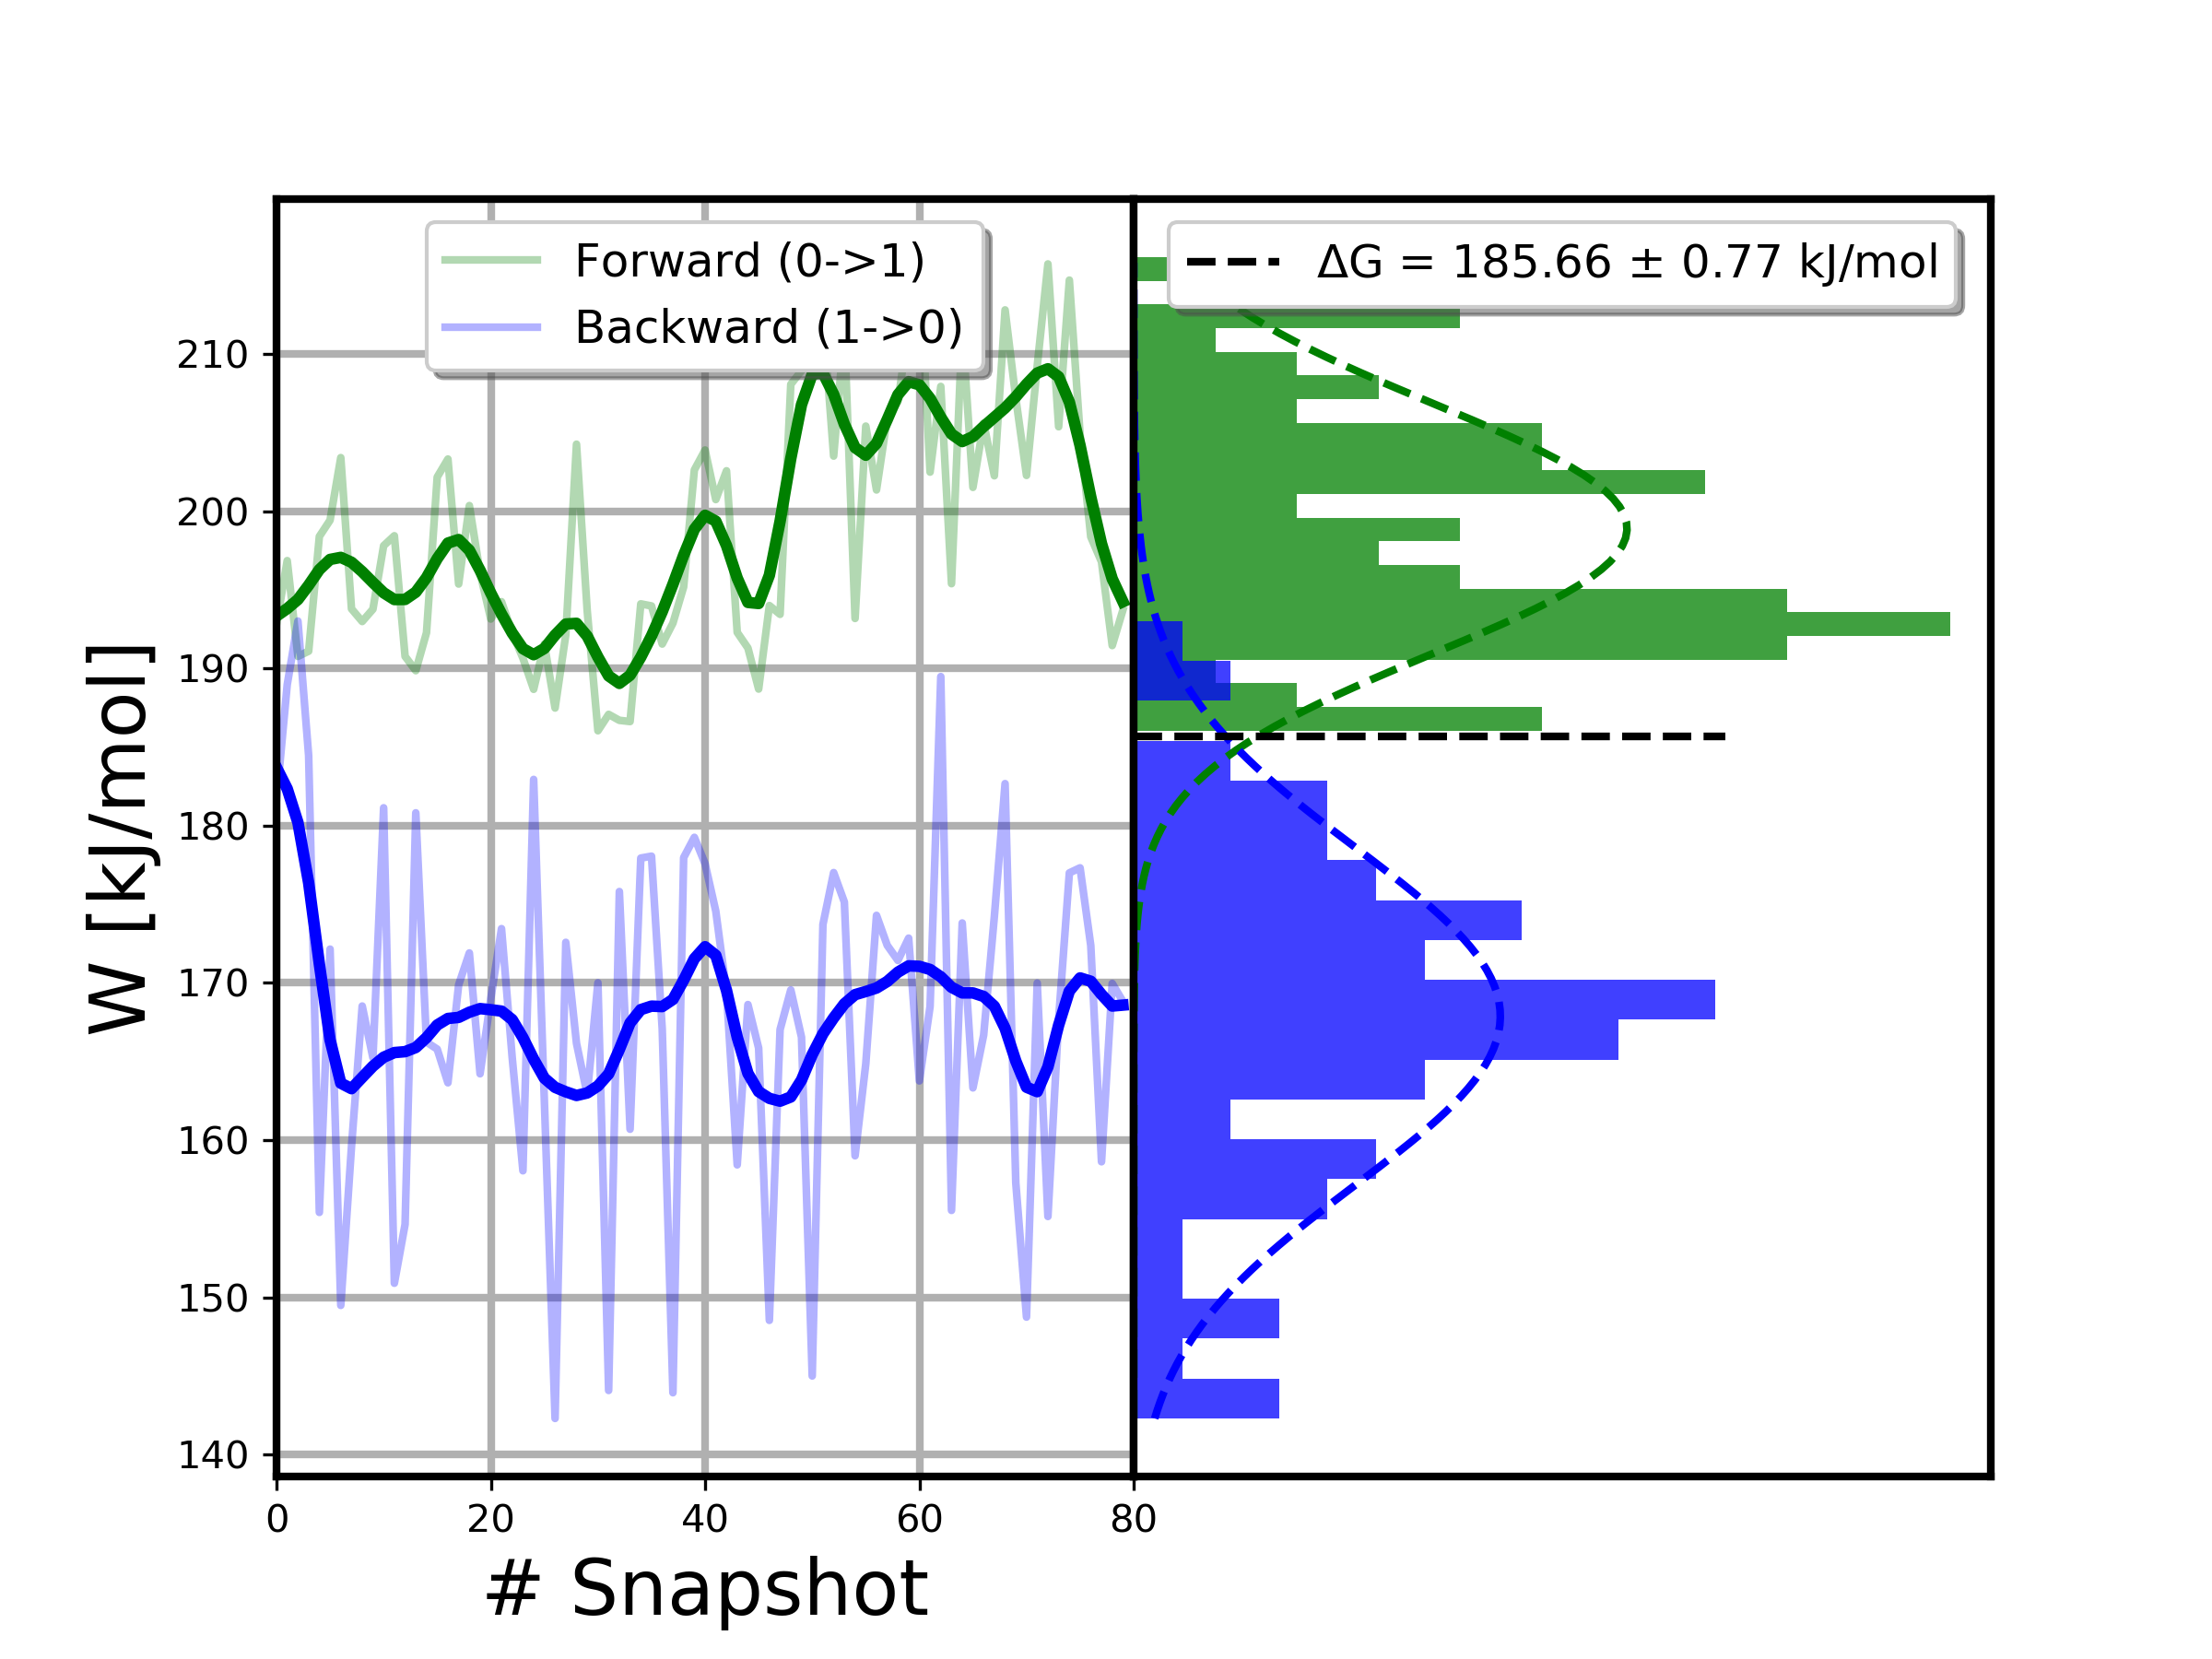 Forward (0->1)
Backward (1->0)
ΔG = 185.66 ± 0.77 kJ/mol
W [kJ/mol]
210
200
190
180
170
160
150
140
0 20 40 60 80
# Snapshot